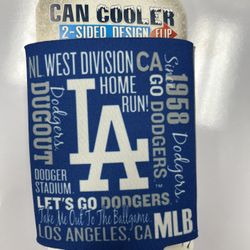 CAN COOLER
2-SIDED DESIGN FLIP
NL WEST DIVISION CA
HOME
RUN!
Dodgers
DUGOUT
LA
GO DODGERS
Since
1958
Dodgers
DODGER
STADIUM.
TM
LET'S GO DODGERS.
Take Me Out To The Ballgame
MLB
LOS ANGELES, CA